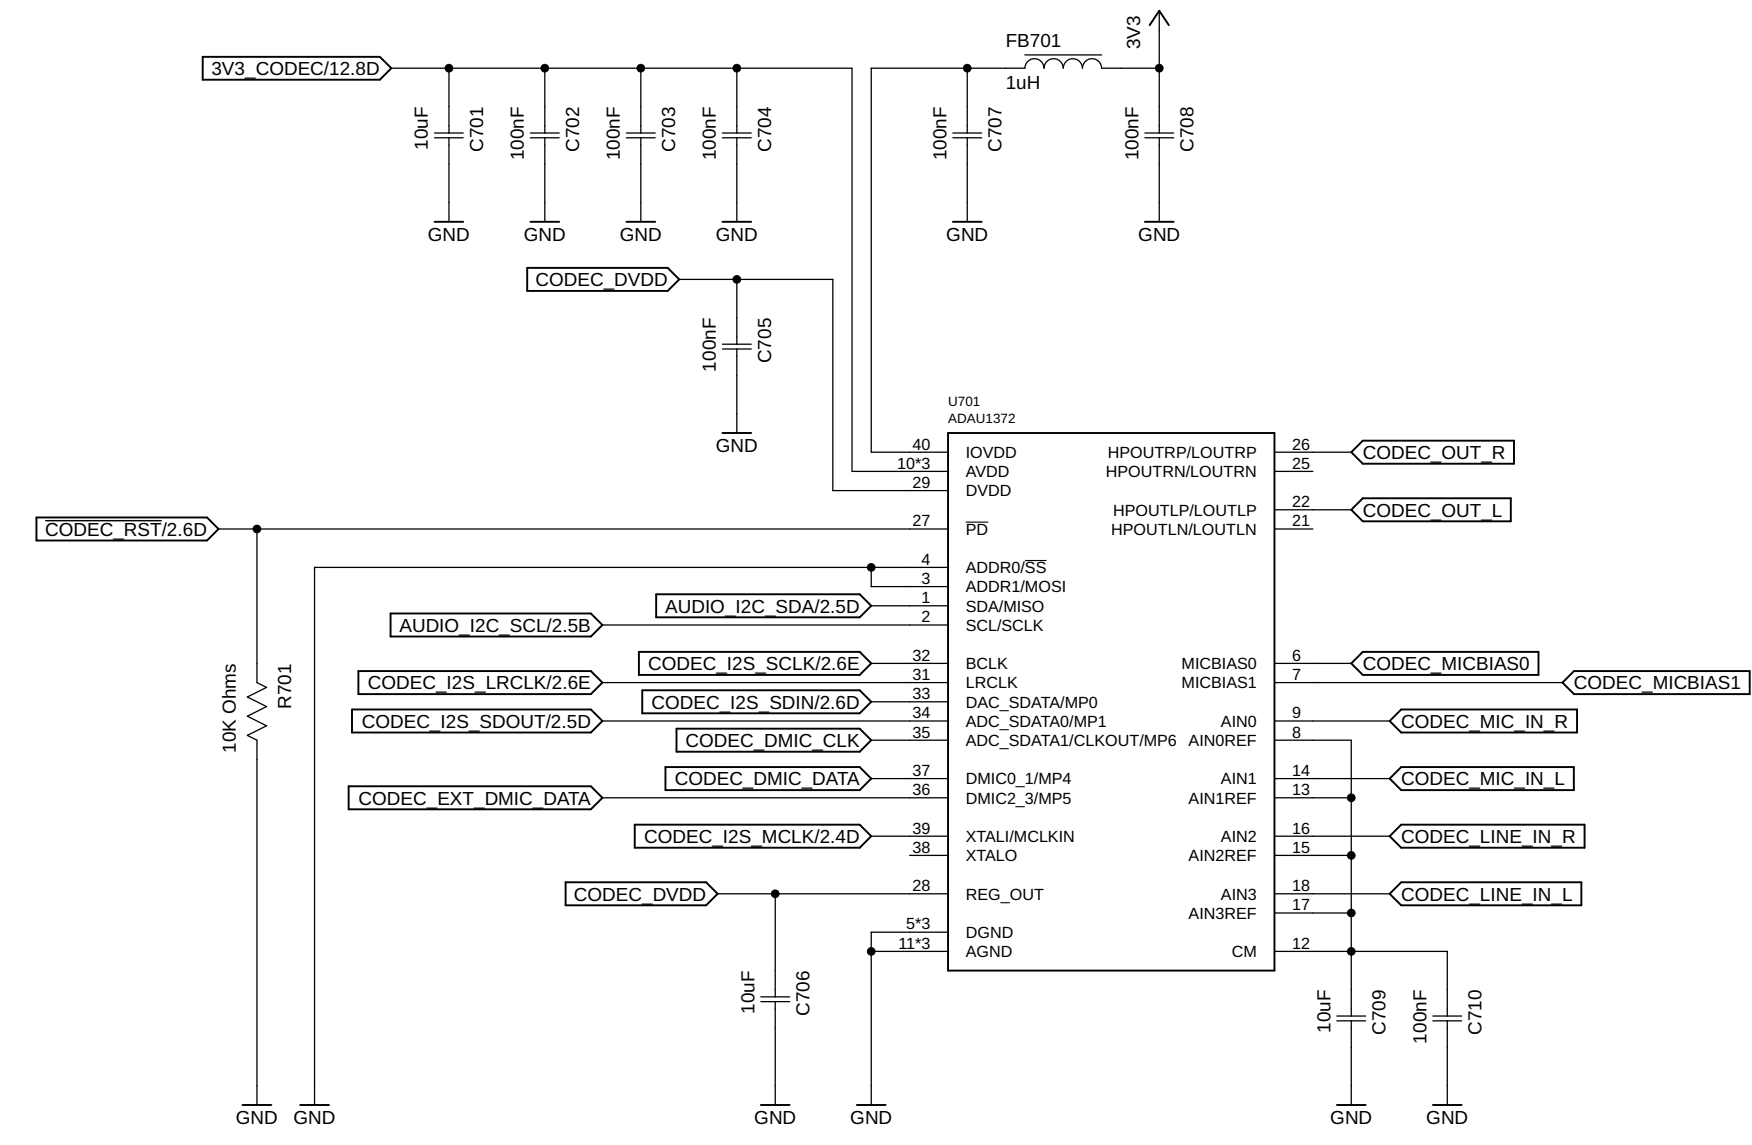 3V3
FB701
1uH
3V3_CODEC/12.8D
10uF
C701
100nF
C702
100nF
C703
100nF
C704
100nF
C707
100nF
C708
GND
GND
GND
GND
GND
GND
CODEC_DVDD
100nF
C705
GND
U701
ADAU1372
40
IOVDD
10*3
AVDD
29
DVDD
27
PD
4
ADDR0/SS
3
ADDR1/MOSI
1
SDA/MISO
2
SCL/SCLK
32
BCLK
31
LRCLK
33
DAC_SDATA/MP0
34
ADC_SDATA0/MP1
35
ADC_SDATA1/CLKOUT/MP6
37
DMIC0_1/MP4
36
DMIC2_3/MP5
39
XTALI/MCLKIN
38
XTALO
28
REG_OUT
5*3
DGND
11*3
AGND
HPOUTRP/LOUTRP
26
CODEC_OUT_R
HPOUTRN/LOUTRN
25
HPOUTLP/LOUTLP
22
CODEC_OUT_L
HPOUTLN/LOUTLN
21
MICBIAS0
6
CODEC_MICBIAS0
MICBIAS1
7
CODEC_MICBIAS1
AIN0
9
CODEC_MIC_IN_R
AIN0REF
8
AIN1
14
CODEC_MIC_IN_L
AIN1REF
13
AIN2
16
CODEC_LINE_IN_R
AIN2REF
15
AIN3
18
CODEC_LINE_IN_L
AIN3REF
17
CM
12
CODEC_RST/2.6D
AUDIO_I2C_SDA/2.5D
AUDIO_I2C_SCL/2.5B
CODEC_I2S_SCLK/2.6E
CODEC_I2S_LRCLK/2.6E
CODEC_I2S_SDIN/2.6D
CODEC_I2S_SDOUT/2.5D
CODEC_DMIC_CLK
CODEC_DMIC_DATA
CODEC_EXT_DMIC_DATA
CODEC_I2S_MCLK/2.4D
CODEC_DVDD
10K Ohms
R701
10uF
C706
10uF
C709
100nF
C710
GND
GND
GND
GND
GND
GND